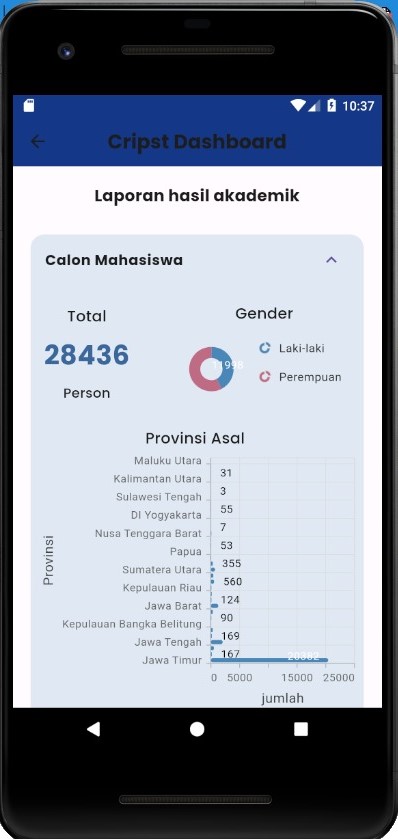 10:37
Cripst Dashboard
Laporan hasil akademik
Calon Mahasiswa
Total
28436
Person
Gender
11998
Laki-laki
Perempuan
Provinsi Asal
Provinsi
Maluku Utara
31
Kalimantan Utara
3
Sulawesi Tengah
55
DI Yogyakarta
7
Nusa Tenggara Barat
53
Papua
355
Sumatera Utara
560
Kepulauan Riau
124
Jawa Barat
90
Kepulauan Bangka Belitung
169
Jawa Tengah
167
Jawa Timur
20382
0 5000 15000 25000
jumlah